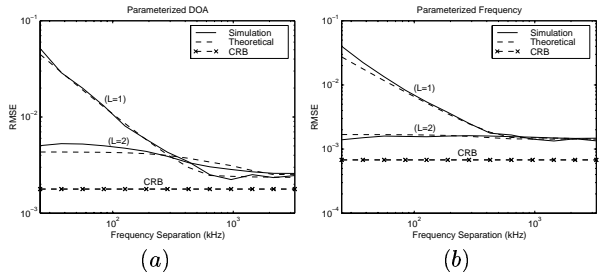 Parameterized DOA
Simulation
Theoretical
CRB
10^-1
10^-2
10^-3
RMSE
(L=1)
(L=2)
CRB
10^2
10^3
Frequency Separation (kHz)
(a)
Parameterized Frequency
Simulation
Theoretical
CRB
10^-1
10^-2
10^-3
10^-4
RMSE
(L=1)
(L=2)
CRB
10^2
10^3
Frequency Separation (kHz)
(b)